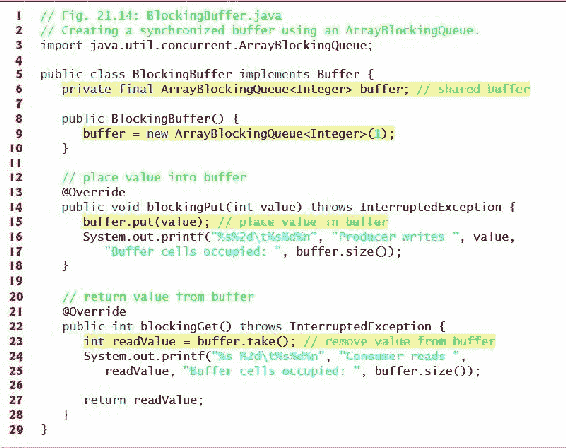 1 // Fig. 21.14: BlockingBuffer.java
2 // Creating a synchronized buffer using an ArrayBlockingQueue.
3 import java.util.concurrent.ArrayBlockingQueue;
4
5 public class BlockingBuffer implements Buffer {
6 private final ArrayBlockingQueue<Integer> buffer; // shared buffer
7
8 public BlockingBuffer() {
9 buffer = new ArrayBlockingQueue<Integer>(1);
10 }
11
12 // place value into buffer
13 @Override
14 public void blockingPut(int value) throws InterruptedException {
15 buffer.put(value); // place value in buffer
16 System.out.printf("%s%2d\t%s%d%n", "Producer writes ", value,
17 "Buffer cells occupied: ", buffer.size());
18 }
19
20 // return value from buffer
21 @Override
22 public int blockingGet() throws InterruptedException {
23 int readValue = buffer.take(); // remove value from buffer
24 System.out.printf("%s %2d\t%s%d%n", "Consumer reads ",
25 readValue, "Buffer cells occupied: ", buffer.size());
26
27 return readValue;
28 }
29 }